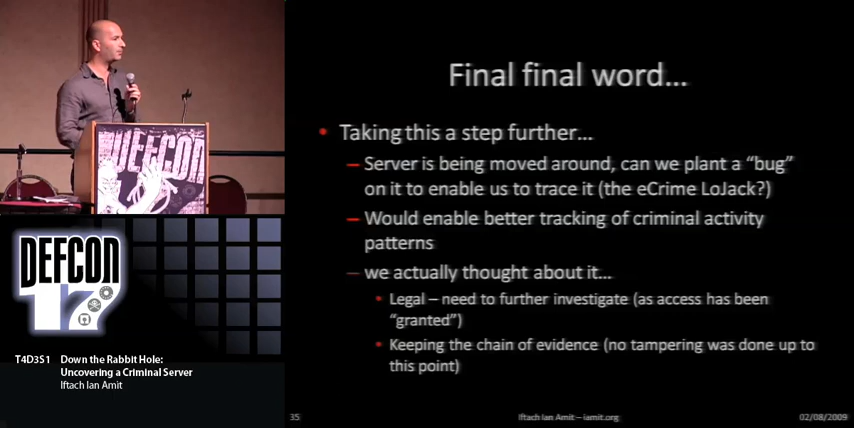 DEFCON
DEFCON
17
T4D3S1 Down the Rabbit Hole:
Uncovering a Criminal Server
Iftach Ian Amit
Final final word...
• Taking this a step further...
– Server is being moved around, can we plant a “bug”
on it to enable us to trace it (the eCrime LoJack?)
– Would enable better tracking of criminal activity
patterns
– we actually thought about it...
• Legal – need to further investigate (as access has been
“granted”)
• Keeping the chain of evidence (no tampering was done up to
this point)
35
Iftach Ian Amit – iamit.org
02/08/2009